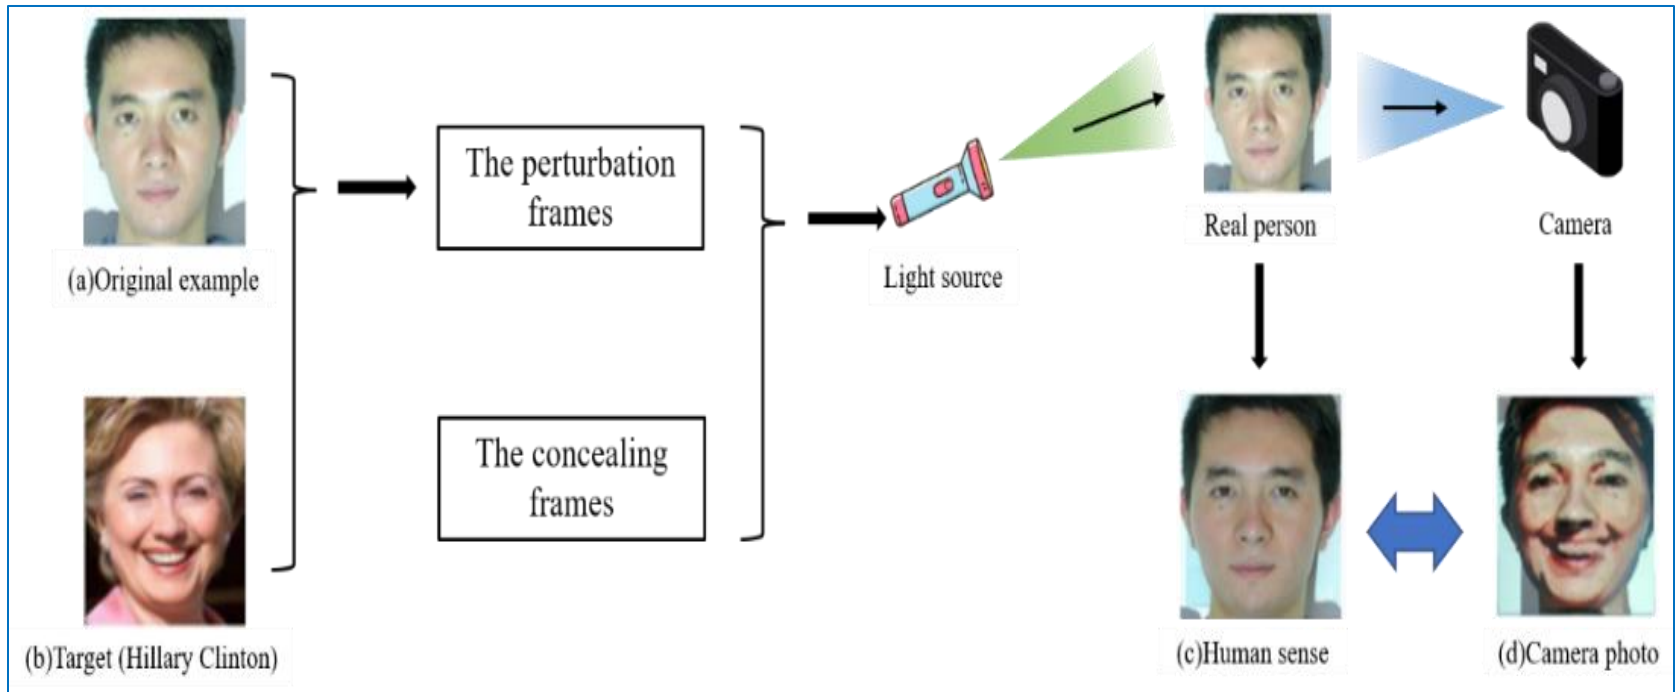 (a)Original example
(b)Target (Hillary Clinton)
The perturbation
frames
The concealing
frames
Light source
Real person
Camera
(c)Human sense
(d)Camera photo